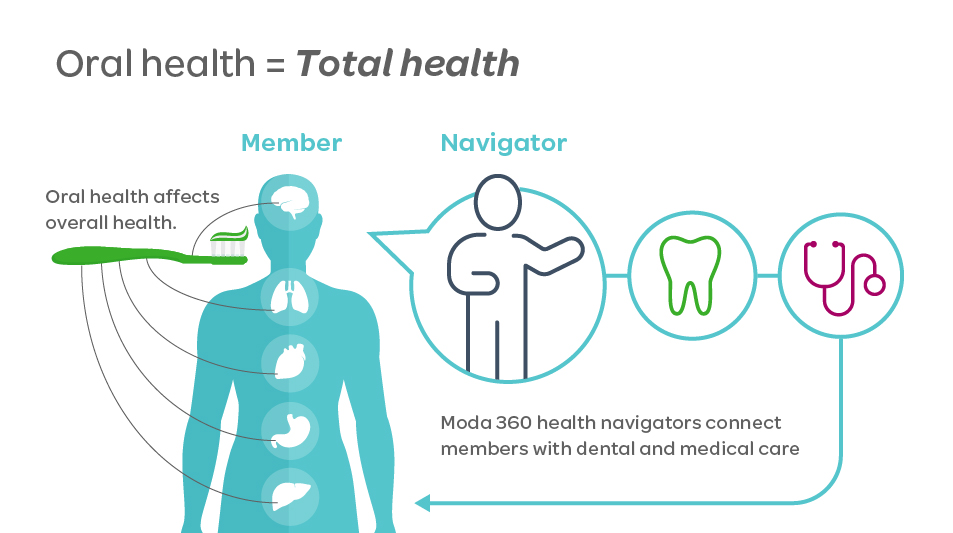 Oral health = Total health
Member
Navigator
Oral health affects
overall health.
Moda 360 health navigators connect
members with dental and medical care